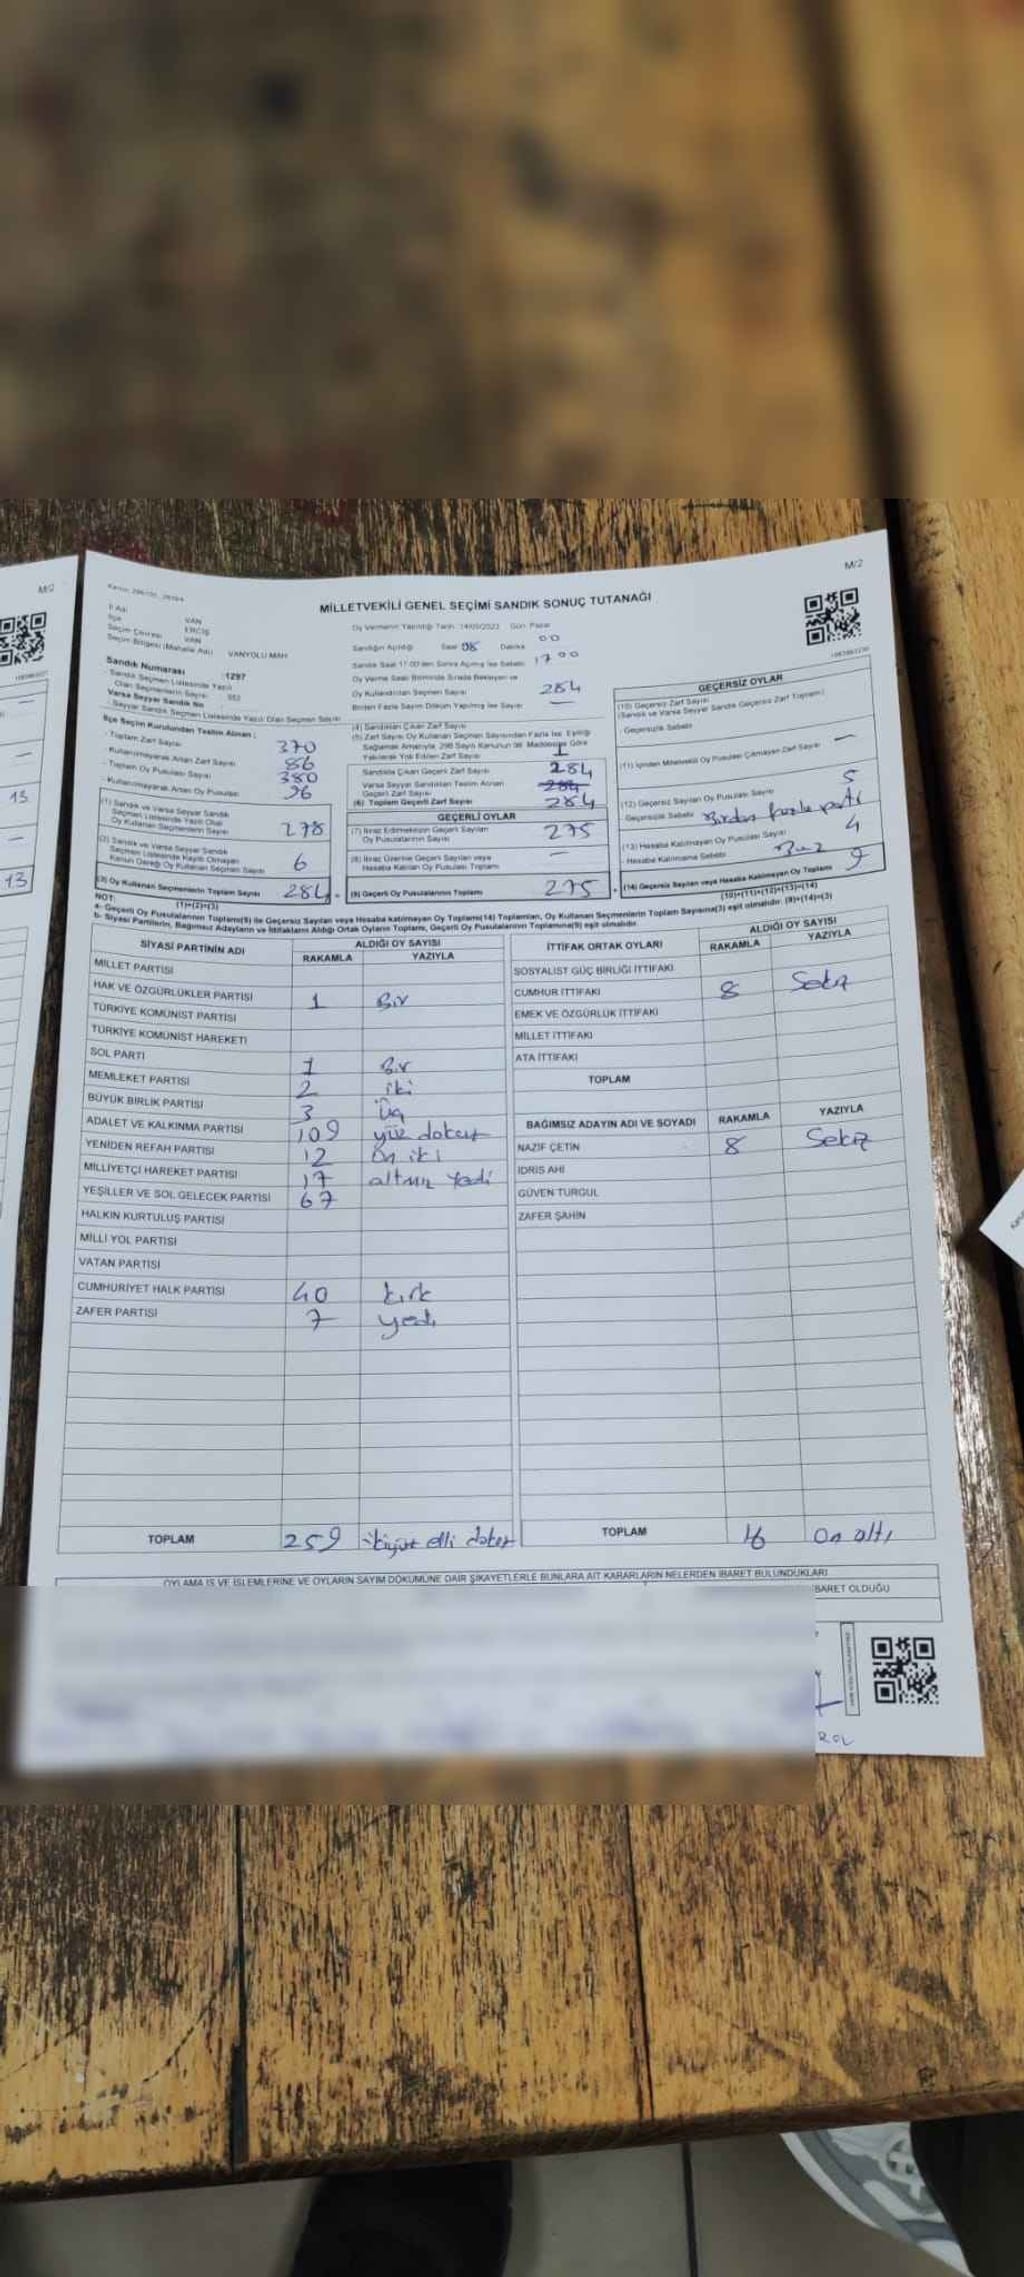 M/2
M/2
MİLLETVEKİLİ GENEL SEÇİMİ SANDIK SONUÇ TUTANAĞI
İl Adı VAN
İlçe ERCİŞ
Seçim Çevresi VAN
Seçim Bölgesi (Mahalle Adı) VANYOLU MAH
Oy Vermenin Yapıldığı Tarih 14/05/2023 Gün Pazar
Sandığın Açıldığı Saat 08 Dakika 00
Sandık Saat 17:00'den Sonra Açılmış İse Sebebi 17 00
Oy Verme Saati Bitiminde Sırada Bekleyen ve
Oy Kullandırılan Seçmen Sayısı 284
Birden Fazla Sayım Döküm Yapılmış İse Sayısı —
Sandık Numarası 1297
Sandık Seçmen Listesinde Yazılı
Olan Seçmenlerin Sayısı
Varsa Seyyar Sandık No
Seyyar Sandık Seçmen Listesinde Yazılı Olan Seçmen Sayısı
İlçe Seçim Kurulundan Teslim Alınan :
- Toplam Zarf Sayısı 370
- Kullanılmayarak Artan Zarf Sayısı 86
- Toplam Oy Pusulası Sayısı 380
- Kullanılmayarak Artan Oy Pusulası 96
(1) Sandık ve Varsa Seyyar Sandık
Seçmen Listesinde Yazılı Olup
Oy Kullanan Seçmenlerin Sayısı 278
(2) Sandık ve Varsa Seyyar Sandık
Seçmen Listesinde Kayıtlı Olmayan
Kanun Gereği Oy Kullanan Seçmen Sayısı 6
(3) Oy Kullanan Seçmenlerin Toplam Sayısı 284
(1)+(2)=(3)
(4) Sandıktan Çıkan Zarf Sayısı
(5) Zarf Sayısı Oy Kullanan Seçmen Sayısından Fazla İse, Eşitliği
Sağlamak Amacıyla, 298 Sayılı Kanunun 98. Maddesine Göre
Yakılarak Yok Edilen Zarf Sayısı 1
Sandıkta Çıkan Geçerli Zarf Sayısı 284
Varsa Seyyar Sandıktan Teslim Alınan
Geçerli Zarf Sayısı 284
(6) Toplam Geçerli Zarf Sayısı 284
GEÇERLİ OYLAR
(7) İtiraz Edilmeksizin Geçerli Sayılan
Oy Pusulalarının Sayısı 275
(8) İtiraz Üzerine Geçerli Sayılan veya
Hesaba Katılan Oy Pusulası Toplamı —
(9) Geçerli Oy Pusulalarının Toplamı 275
GEÇERSİZ OYLAR
(10) Geçersiz Zarf Sayısı
(Sandık ve Varsa Seyyar Sandık Geçersiz Zarf Toplamı)
Geçersizlik Sebebi
(11) İçinden Milletvekili Oy Pusulası Çıkmayan Zarf Sayısı —
(12) Geçersiz Sayılan Oy Pusulası Sayısı 5
Geçersizlik Sebebi Birden fazla parti
(13) Hesaba Katılmayan Oy Pusulası Sayısı 4
Hesaba Katılmama Sebebi
(14) Geçersiz Sayılan veya Hesaba Katılmayan Oy Toplamı 9
(10)+(11)+(12)+(13)=(14)
NOT:
a- Geçerli Oy Pusulalarının Toplamı(9) ile Geçersiz Sayılan veya Hesaba katılmayan Oy Toplamı(14) Toplamları, Oy Kullanan Seçmenlerin Toplam Sayısına(3) eşit olmalıdır. (9)+(14)=(3)
b- Siyasi Partilerin, Bağımsız Adayların ve İttifakların Aldığı Ortak Oyların Toplamı, Geçerli Oy Pusulalarının Toplamına(9) eşit olmalıdır.
SİYASİ PARTİNİN ADI ALDIĞI OY SAYISI
RAKAMLA YAZIYLA
MİLLET PARTİSİ
HAK VE ÖZGÜRLÜKLER PARTİSİ 1 Bir
TÜRKİYE KOMÜNİST PARTİSİ
TÜRKİYE KOMÜNİST HAREKETİ
SOL PARTİ 1 Bir
MEMLEKET PARTİSİ 2 iki
BÜYÜK BİRLİK PARTİSİ 3 Üç
ADALET VE KALKINMA PARTİSİ 109 yüz dokuz
YENİDEN REFAH PARTİSİ 12 on iki
MİLLİYETÇİ HAREKET PARTİSİ 17 altmış yedi
YEŞİLLER VE SOL GELECEK PARTİSİ 67
HALKIN KURTULUŞ PARTİSİ
MİLLİ YOL PARTİSİ
VATAN PARTİSİ
CUMHURİYET HALK PARTİSİ 40 kırk
ZAFER PARTİSİ 7 yedi
TOPLAM 259 ikiyüz elli dokuz
İTTİFAK ORTAK OYLARI ALDIĞI OY SAYISI
RAKAMLA YAZIYLA
SOSYALİST GÜÇ BİRLİĞİ İTTİFAKI
CUMHUR İTTİFAKI 8 Sekiz
EMEK VE ÖZGÜRLÜK İTTİFAKI
MİLLET İTTİFAKI
ATA İTTİFAKI
TOPLAM
BAĞIMSIZ ADAYIN ADI VE SOYADI RAKAMLA YAZIYLA
NAZİF ÇETİN 8 Sekiz
İDRİS AHİ
GÜVEN TURGUL
ZAFER ŞAHİN
TOPLAM 16 On altı
OYLAMA İŞ VE İŞLEMLERİNE VE OYLARIN SAYIM DÖKÜMÜNE DAİR ŞİKAYETLERLE BUNLARA AİT KARARLARIN NELERDEN İBARET BULUNDUKLARI
BARET OLDUĞU
ROL
13
13